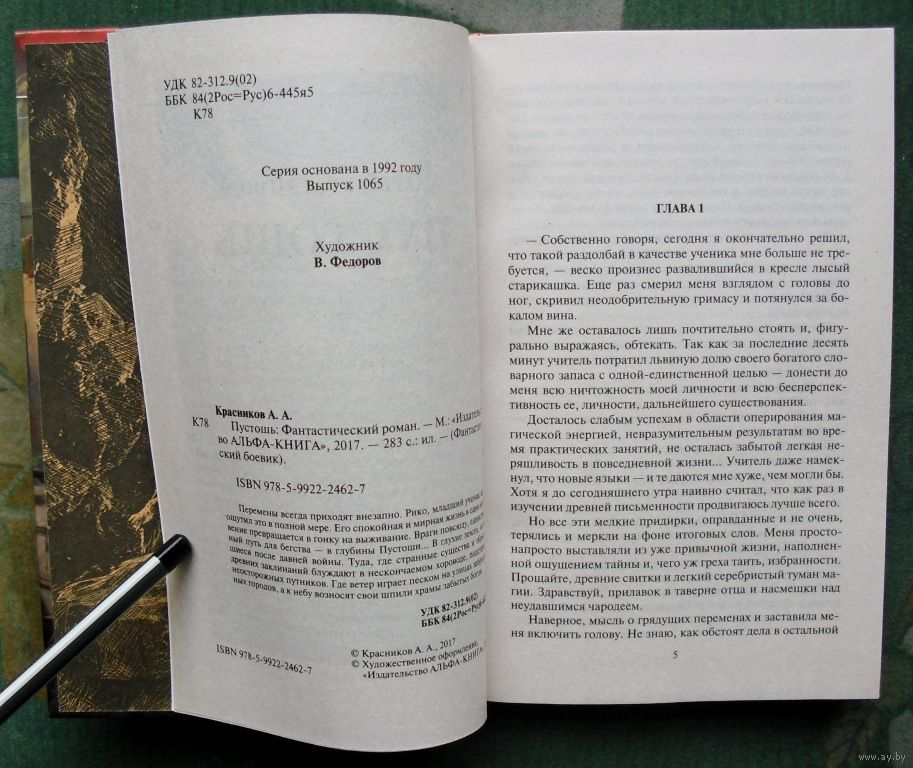 УДК 82-312.9(02)
ББК 84(2Рос=Рус)6-445я5
К78
Серия основана в 1992 году
Выпуск 1065
Художник
В. Федоров
Красников А. А.
К78 Пустошь: Фантастический роман. — М.: «Издательст
во АЛЬФА-КНИГА», 2017. — 283 с.: ил. — (Фантасти
ский боевик).
ISBN 978-5-9922-2462-7
Перемены всегда приходят внезапно. Рико, младший ученик
ощутил это в полной мере. Его спокойная и мирная жизнь в одно
вение превращается в гонку на выживание. Враги повсюду,
ный путь для бегства — в глубины Пустоши... В глухие земли,
шиеся после давней войны. Туда, где странные существа и
древних заклинаний блуждают в нескончаемом хороводе,
неосторожных путников. Где ветер играет песком на улицах
ных городов, а к небу возносят свои шпили храмы забытых богов.
УДК 82-312.9(02)
ББК 84(2Рос=Рус)6-4
© Красников А. А., 2017
© Художественное оформление,
«Издательство АЛЬФА-КНИГА»
ISBN 978-5-9922-2462-7
ГЛАВА 1
— Собственно говоря, сегодня я окончательно решил,
что такой раздолбай в качестве ученика мне больше не тре-
буется, — веско произнес развалившийся в кресле лысый
старикашка. Еще раз смерил меня взглядом с головы до
ног, скривил неодобрительную гримасу и потянулся за бо-
калом вина.
Мне же оставалось лишь почтительно стоять и, фигу-
рально выражаясь, обтекать. Так как за последние десять
минут учитель потратил львиную долю своего богатого сло-
варного запаса с одной-единственной целью — донести до
меня всю ничтожность моей личности и всю бесперспек-
тивность ее, личности, дальнейшего существования.
Досталось слабым успехам в области оперирования ма-
гической энергией, невразумительным результатам во время
практических занятий, не осталась забытой легкая не-
ряшливость в повседневной жизни... Учитель даже намек-
нул, что новые языки — и те даются мне хуже, чем могли бы.
Хотя я до сегодняшнего утра наивно считал, что как раз в
изучении древней письменности продвигаюсь лучше всего.
Но все эти мелкие придирки, оправданные и не очень,
терялись и меркли на фоне итоговых слов. Меня просто-
напросто выставляли из уже привычной жизни, наполнен-
ной ощущением тайны и, чего уж греха таить, избранности.
Прощайте, древние свитки и легкий серебристый туман ма-
гии. Здравствуй, прилавок в таверне отца и насмешки над
неудавшимся чародеем.
Наверное, мысль о грядущих переменах и заставила ме-
ня включить голову. Не знаю, как обстоят дела в остальной
5
www.ay.by